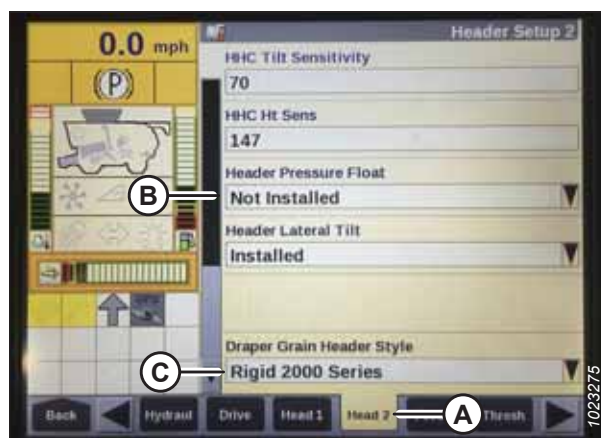 0.0 mph
Header Setup 2
(P)
HHC Tilt Sensitivity
70
HHC Ht Sens
147
Header Pressure Float
B
Not Installed
Header Lateral Tilt
Installed
Draper Grain Header Style
C
Rigid 2000 Series
Back
Hydraul
Drive
Head 1
Head 2
A
Thresh
1023275